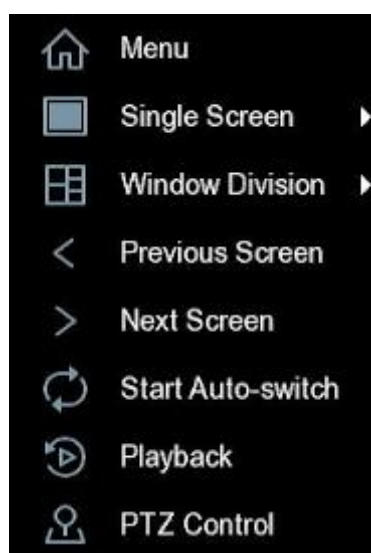 Menu
Single Screen
Window Division
Previous Screen
Next Screen
Start Auto-switch
Playback
PTZ Control